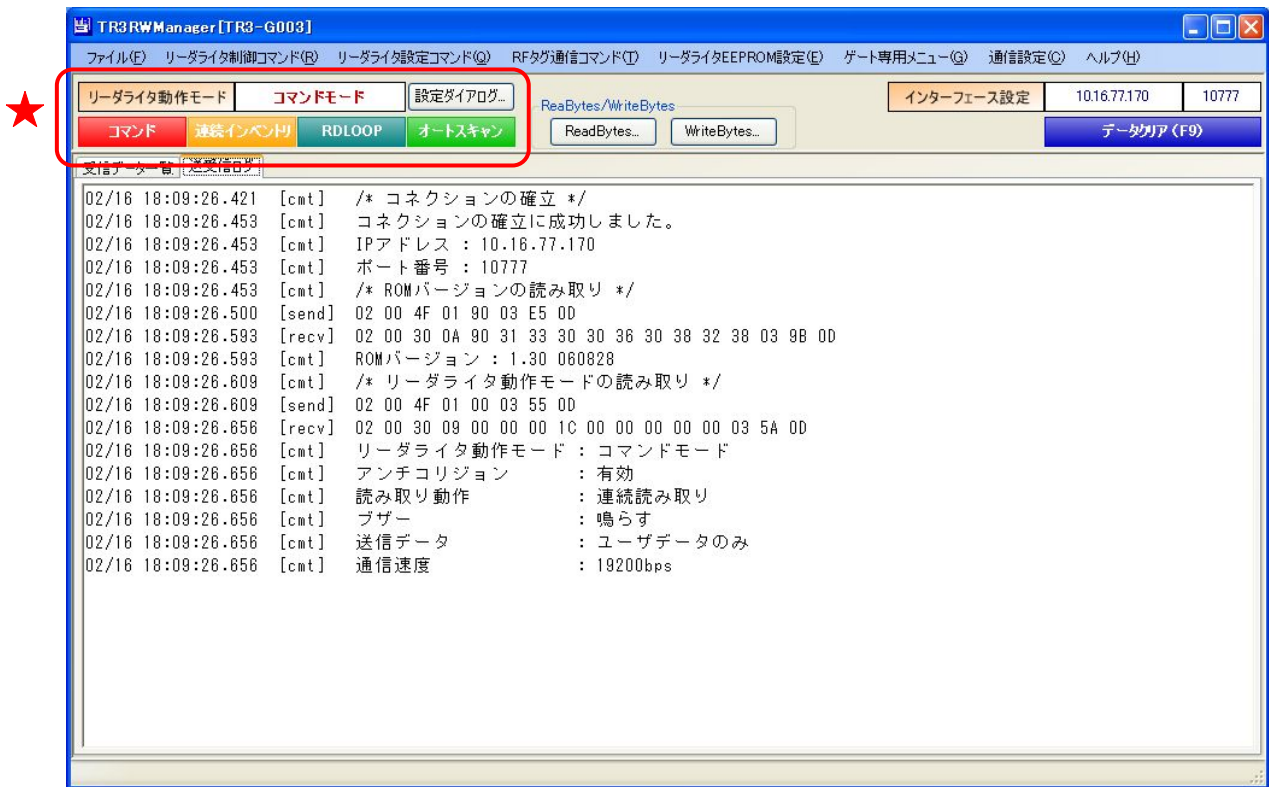 TR3RWManager[TR3-G003]
ファイル(F) リーダライタ制御コマンド(R) リーダライタ設定コマンド(Q) RFタグ通信コマンド(T) リーダライタEEPROM設定(E) ゲート専用メニュー(G) 通信設定(C) ヘルプ(H)
リーダライタ動作モード コマンドモード 設定ダイアログ... ReaBytes/WriteBytes インターフェース設定 10.16.77.170 10777
コマンド 連続インベントリ RDLOOP オートスキャン ReadBytes... WriteBytes... データクリア (F9)
受信データ一覧 送受信ログ
02/16 18:09:26.421 [cmt] /* コネクションの確立 */
02/16 18:09:26.453 [cmt] コネクションの確立に成功しました。
02/16 18:09:26.453 [cmt] IPアドレス : 10.16.77.170
02/16 18:09:26.453 [cmt] ポート番号 : 10777
02/16 18:09:26.453 [cmt] /* ROMバージョンの読み取り */
02/16 18:09:26.500 [send] 02 00 4F 01 90 03 E5 0D
02/16 18:09:26.593 [recv] 02 00 30 0A 90 31 33 30 30 36 30 38 32 38 03 9B 0D
02/16 18:09:26.593 [cmt] ROMバージョン : 1.30 060828
02/16 18:09:26.609 [cmt] /* リーダライタ動作モードの読み取り */
02/16 18:09:26.609 [send] 02 00 4F 01 00 03 55 0D
02/16 18:09:26.656 [recv] 02 00 30 09 00 00 00 1C 00 00 00 00 00 03 5A 0D
02/16 18:09:26.656 [cmt] リーダライタ動作モード : コマンドモード
02/16 18:09:26.656 [cmt] アンチコリジョン : 有効
02/16 18:09:26.656 [cmt] 読み取り動作 : 連続読み取り
02/16 18:09:26.656 [cmt] ブザー : 鳴らす
02/16 18:09:26.656 [cmt] 送信データ : ユーザデータのみ
02/16 18:09:26.656 [cmt] 通信速度 : 19200bps